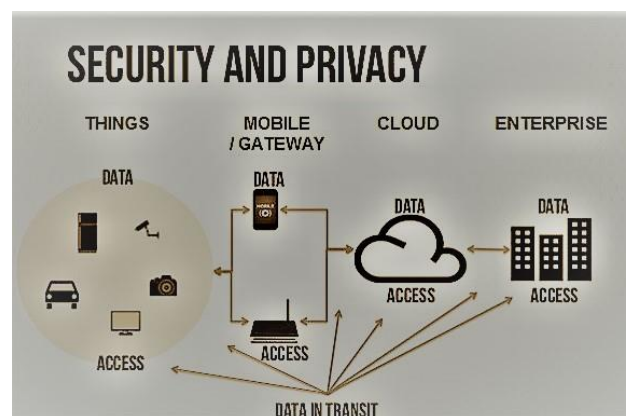 SECURITY AND PRIVACY
THINGS
MOBILE
/ GATEWAY
CLOUD
ENTERPRISE
DATA
DATA
DATA
DATA
MOBILE
ACCESS
ACCESS
ACCESS
ACCESS
DATA IN TRANSIT